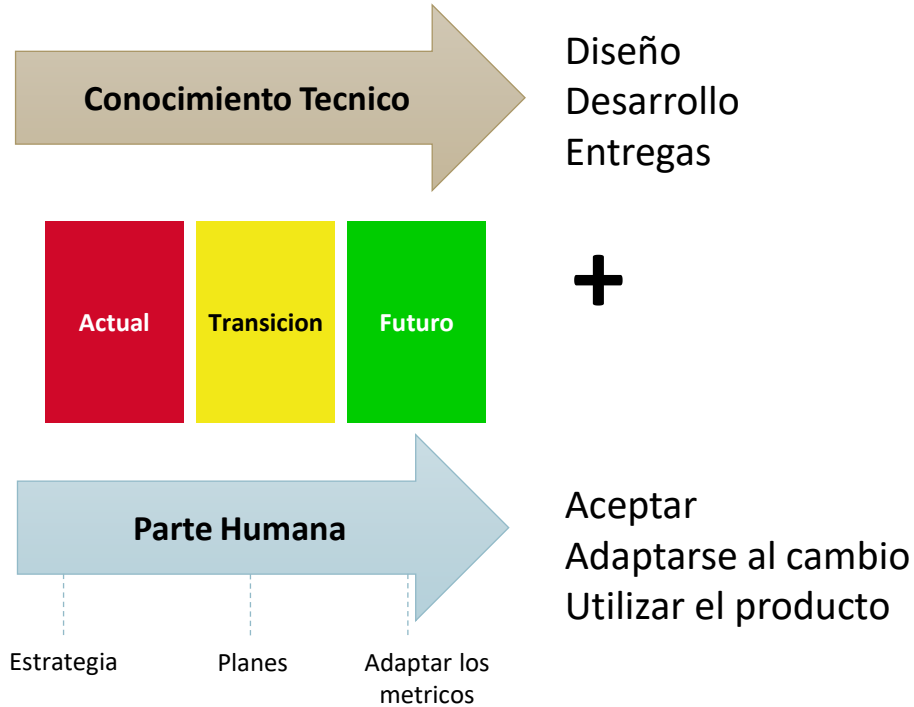 Conocimiento Tecnico
Diseño
Desarrollo
Entregas
Actual
Transicion
Futuro
+
Parte Humana
Aceptar
Adaptarse al cambio
Utilizar el producto
Estrategia
Planes
Adaptar los
metricos